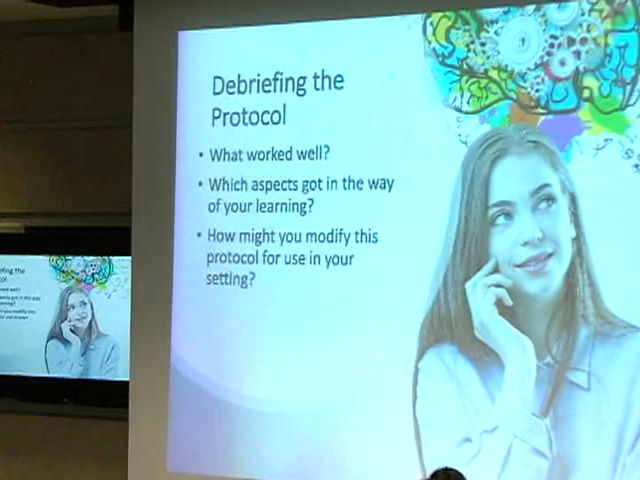 Debriefing the
Protocol
• What worked well?
• Which aspects got in the way
of your learning?
• How might you modify this
protocol for use in your
setting?